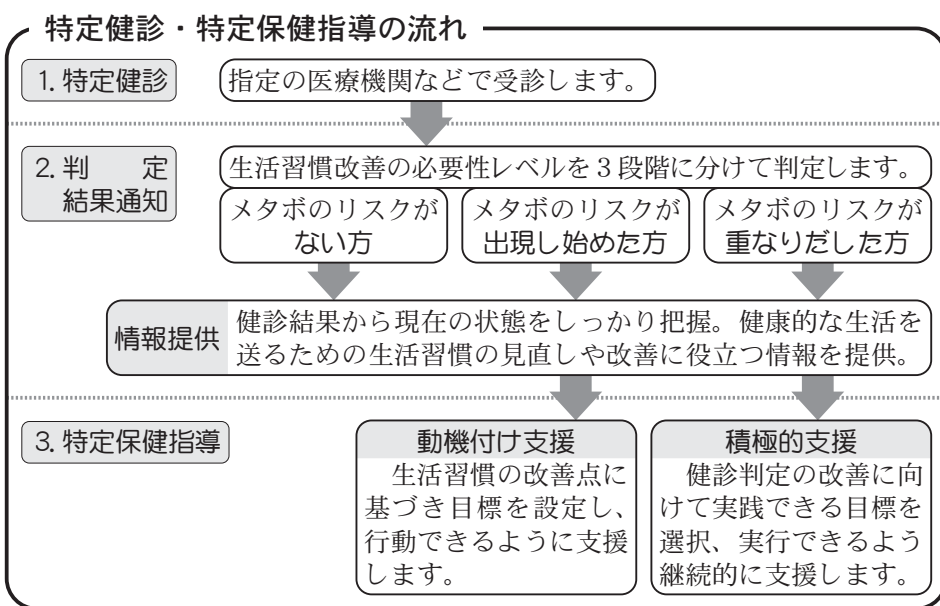 特定健診・特定保健指導の流れ
1. 特定健診
指定の医療機関などで受診します。
2. 判　定
結果通知
生活習慣改善の必要性レベルを３段階に分けて判定します。
メタボのリスクが
ない方
メタボのリスクが
出現し始めた方
メタボのリスクが
重なりだした方
情報提供
健診結果から現在の状態をしっかり把握。健康的な生活を
送るための生活習慣の見直しや改善に役立つ情報を提供。
3. 特定保健指導
動機付け支援
生活習慣の改善点に
基づき目標を設定し、
行動できるように支援
します。
積極的支援
健診判定の改善に向
けて実践できる目標を
選択、実行できるよう
継続的に支援します。